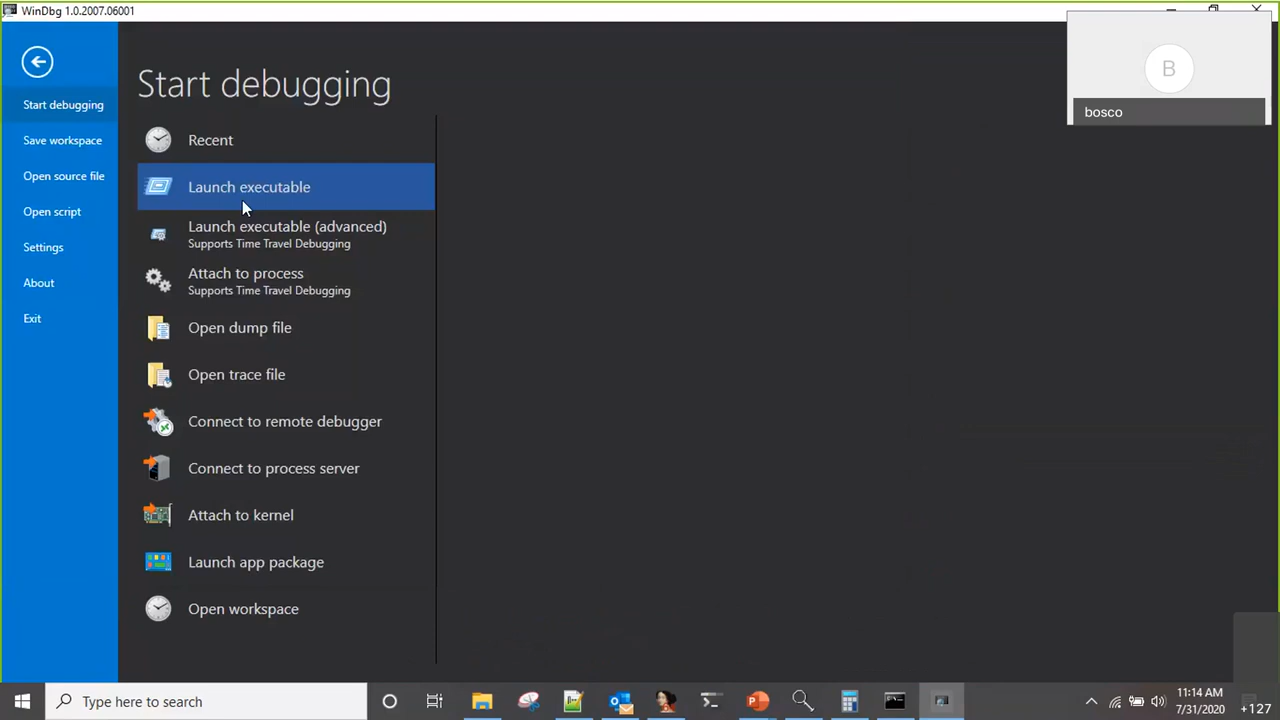 WinDbg 1.0.2007.06001
B
bosco
Start debugging
Save workspace
Open source file
Open script
Settings
About
Exit
Start debugging
Recent
Launch executable
Launch executable (advanced)
Supports Time Travel Debugging
Attach to process
Supports Time Travel Debugging
Open dump file
Open trace file
Connect to remote debugger
Connect to process server
Attach to kernel
Launch app package
Open workspace
Type here to search
11:14 AM
7/31/2020
+127